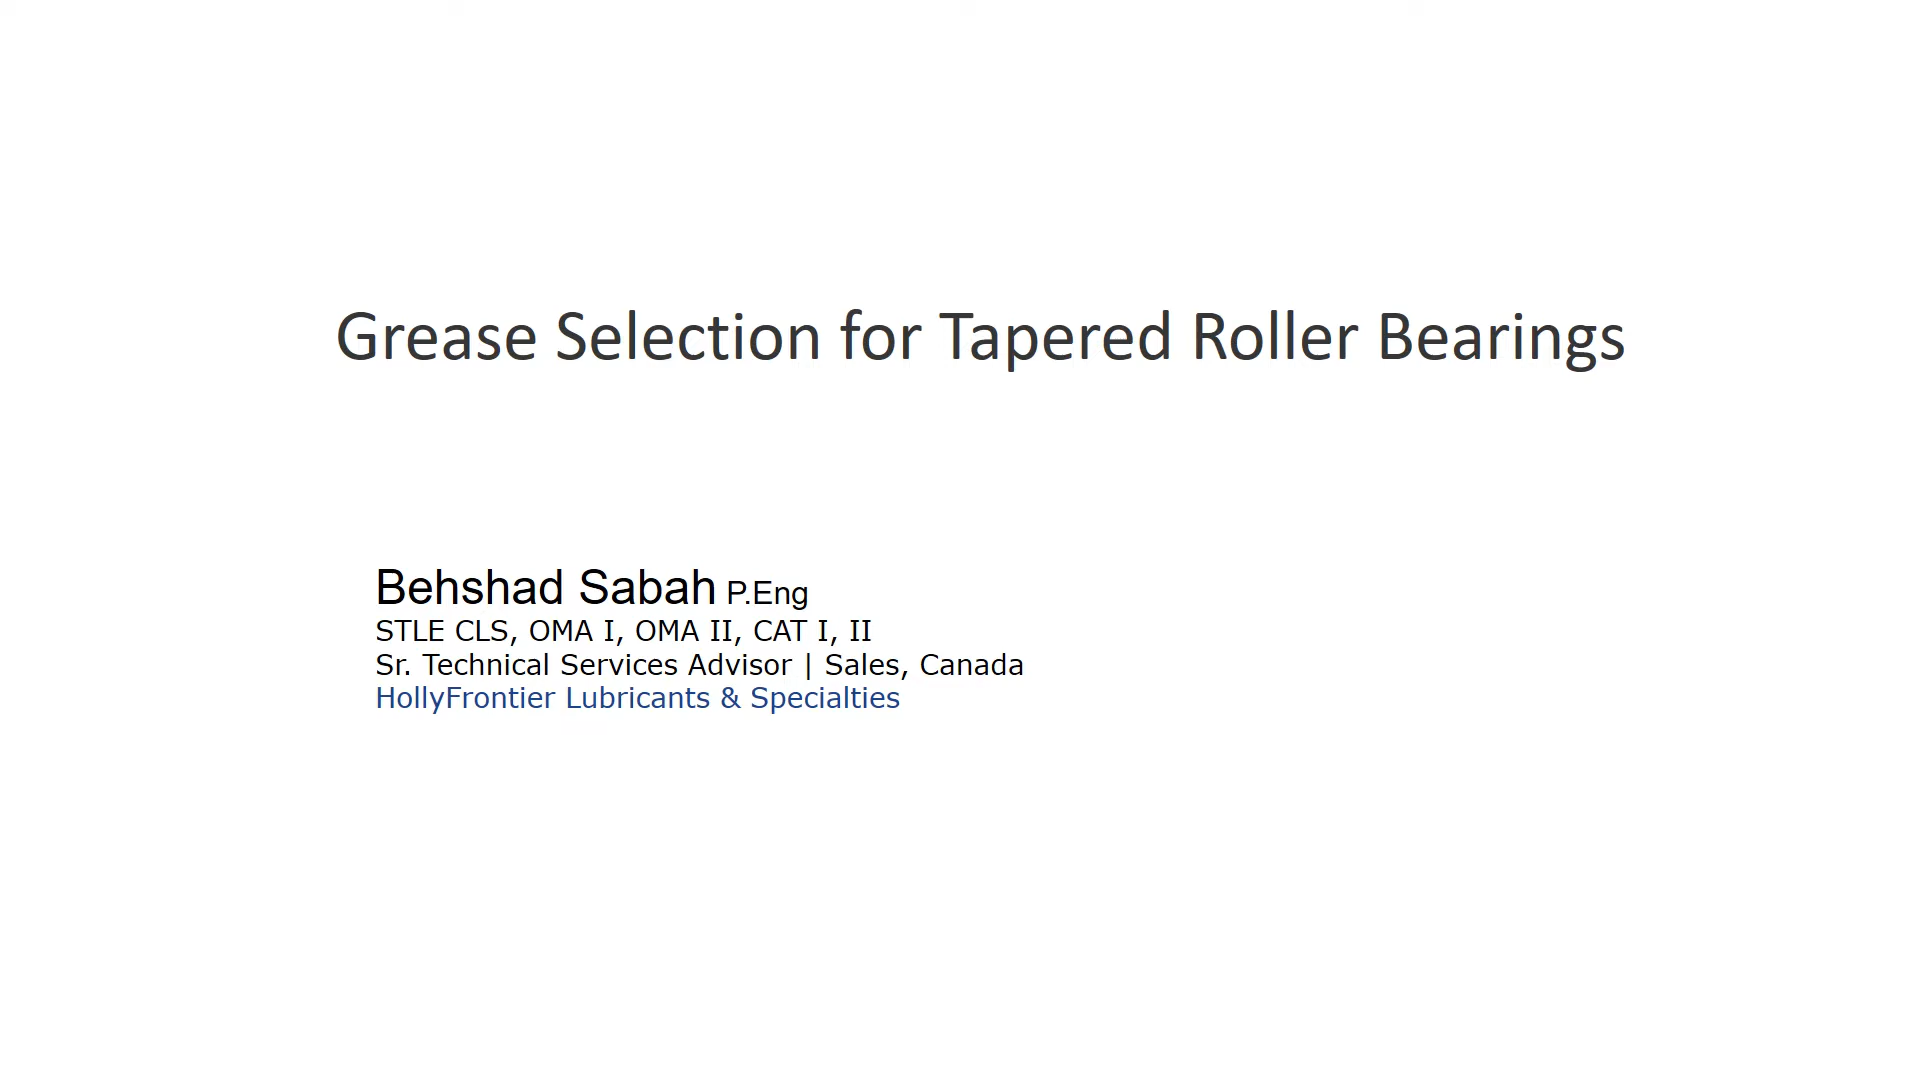 Grease Selection for Tapered Roller Bearings
Behshad Sabah P.Eng
STLE CLS, OMA I, OMA II, CAT I, II
Sr. Technical Services Advisor | Sales, Canada
HollyFrontier Lubricants & Specialties